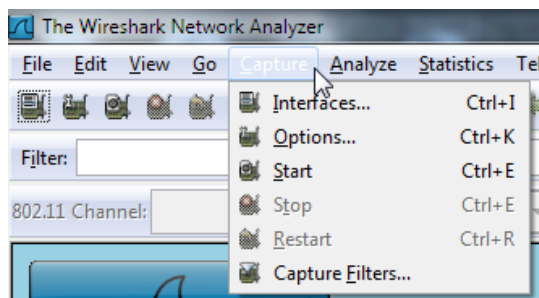 The Wireshark Network Analyzer
File Edit View Go Capture Analyze Statistics Tel
Interfaces... Ctrl+I
Options... Ctrl+K
Filter:
Start Ctrl+E
802.11 Channel:
Stop Ctrl+E
Restart Ctrl+R
Capture Filters...